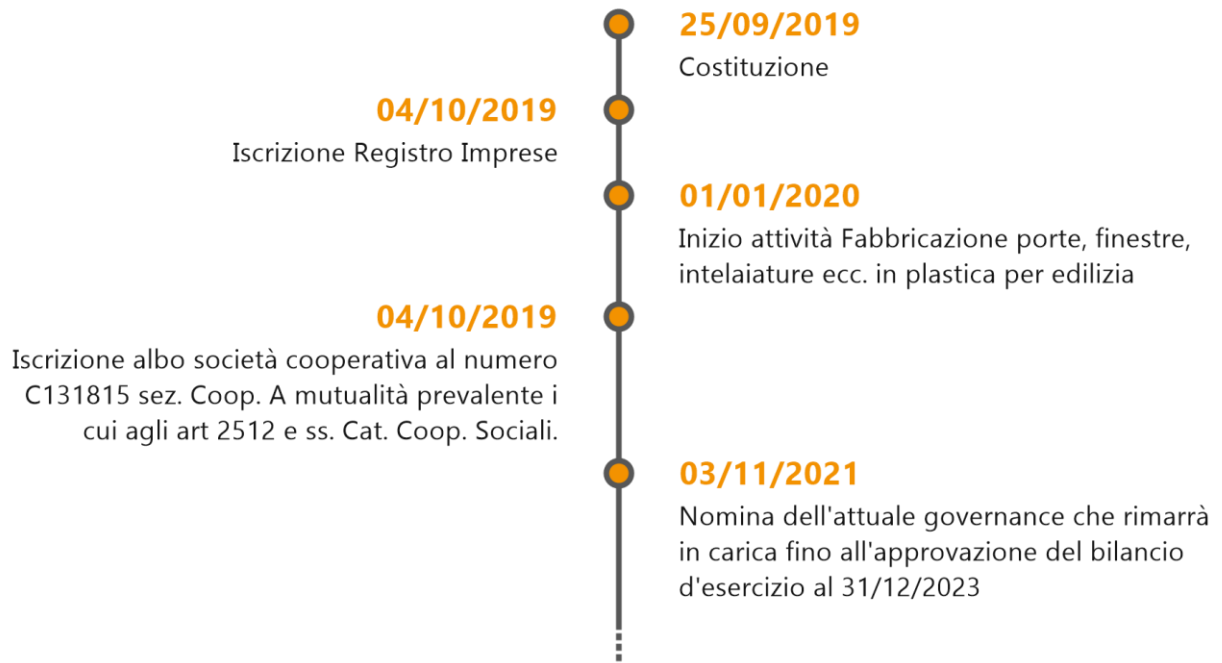 25/09/2019
Costituzione
04/10/2019
Iscrizione Registro Imprese
01/01/2020
Inizio attività Fabbricazione porte, finestre,
intelaiature ecc. in plastica per edilizia
04/10/2019
Iscrizione albo società cooperativa al numero
C131815 sez. Coop. A mutualità prevalente i
cui agli art 2512 e ss. Cat. Coop. Sociali.
03/11/2021
Nomina dell'attuale governance che rimarrà
in carica fino all'approvazione del bilancio
d'esercizio al 31/12/2023